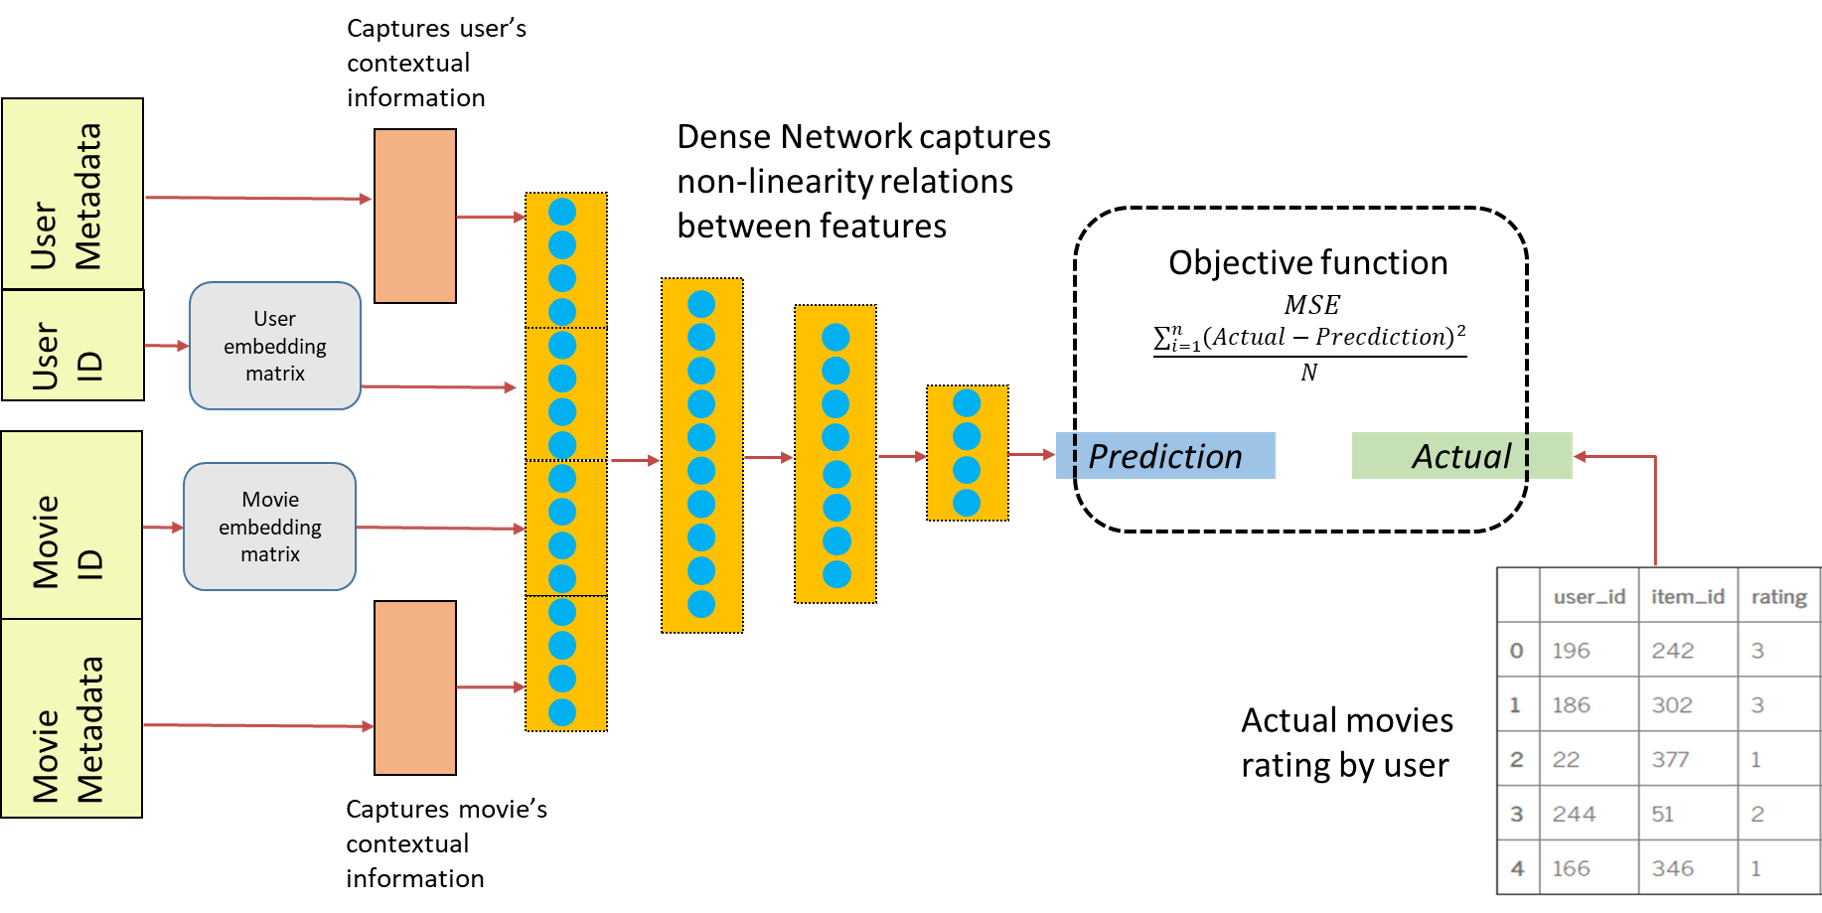 Captures user’s
contextual
information
User
Metadata
User
ID
User
embedding
matrix
Movie
ID
Movie
embedding
matrix
Movie
Metadata
Captures movie’s
contextual
information
Dense Network captures
non-linearity relations
between features
Objective function
MSE
∑ⁿᵢ₌₁(Actual − Precdiction)²
N
Prediction
Actual
Actual movies
rating by user
user_id item_id rating
0 196 242 3
1 186 302 3
2 22 377 1
3 244 51 2
4 166 346 1